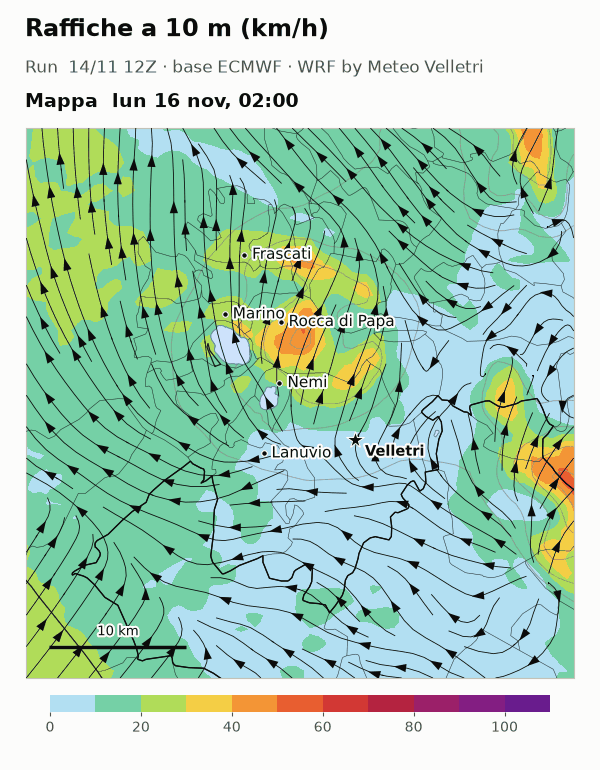 Raffiche a 10 m (km/h)
Run  14/11 12Z · base ECMWF · WRF by Meteo Velletri
Mappa  lun 16 nov, 02:00
Frascati
Marino
Rocca di Papa
Nemi
Velletri
Lanuvio
10 km
0 20 40 60 80 100